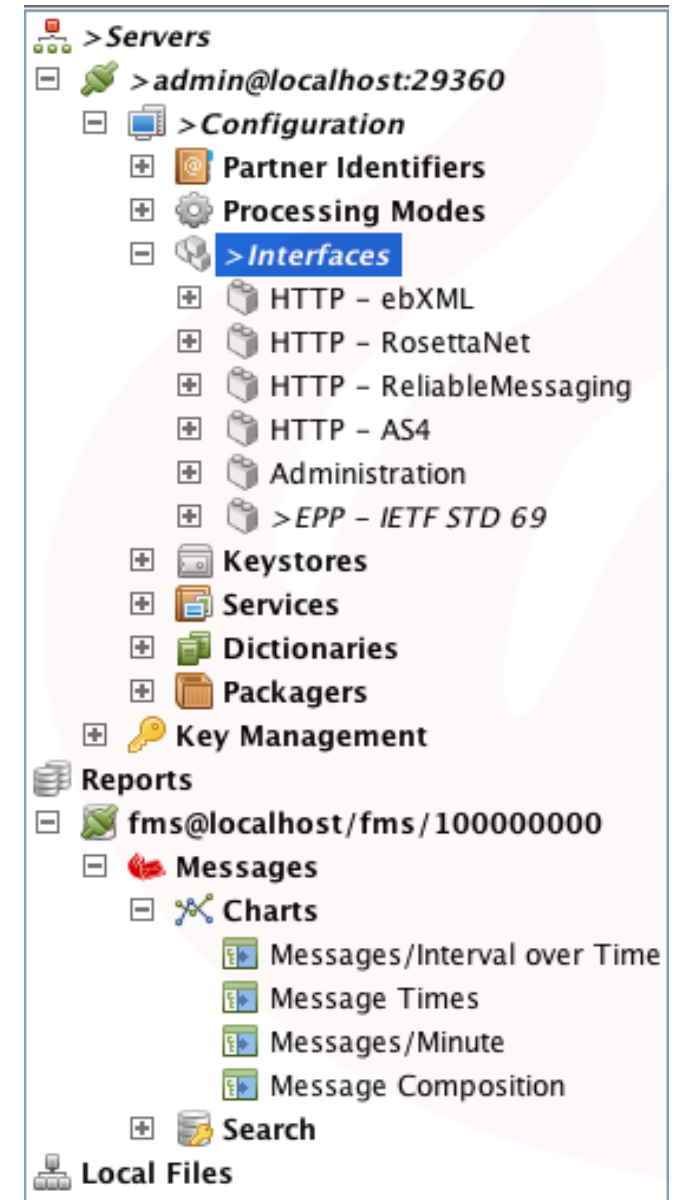 >Servers
>admin@localhost:29360
>Configuration
Partner Identifiers
Processing Modes
>Interfaces
HTTP – ebXML
HTTP – RosettaNet
HTTP – ReliableMessaging
HTTP – AS4
Administration
>EPP – IETF STD 69
Keystores
Services
Dictionaries
Packagers
Key Management
Reports
fms@localhost/fms/100000000
Messages
Charts
Messages/Interval over Time
Message Times
Messages/Minute
Message Composition
Search
Local Files